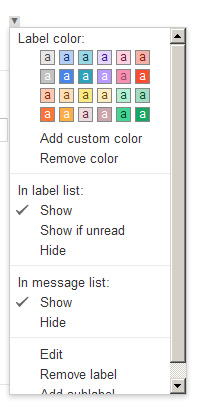 Label color:
a a a a a a
a a a a a a
a a a a a a
a a a a a a
Add custom color
Remove color
In label list:
Show
Show if unread
Hide
In message list:
Show
Hide
Edit
Remove label
Add sublabel